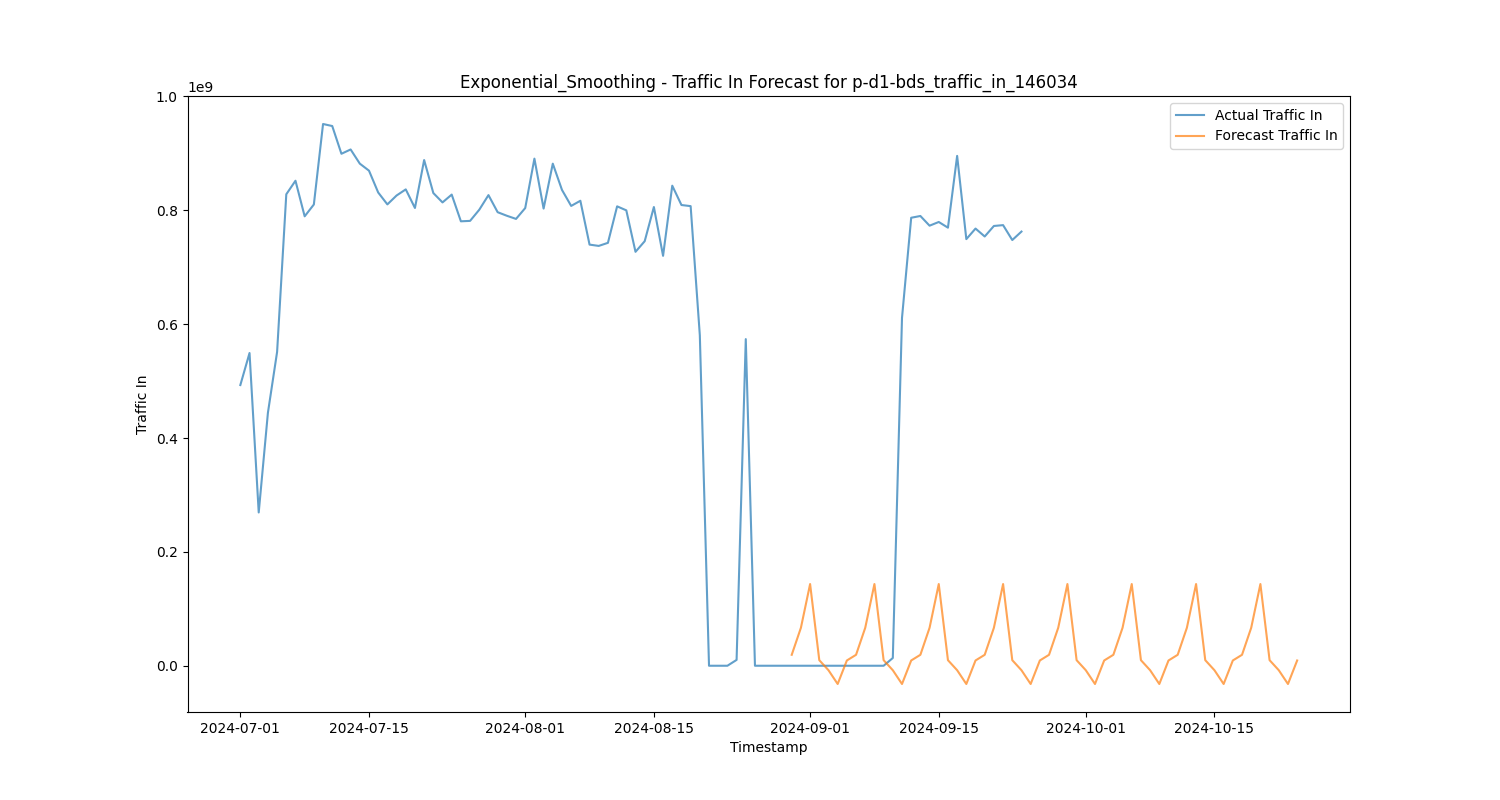 Exponential_Smoothing - Traffic In Forecast for p-d1-bds_traffic_in_146034
1e9
Actual Traffic In
Forecast Traffic In
1.0
0.8
0.6
0.4
0.2
0.0
Traffic In
2024-07-01 2024-07-15 2024-08-01 2024-08-15 2024-09-01 2024-09-15 2024-10-01 2024-10-15
Timestamp